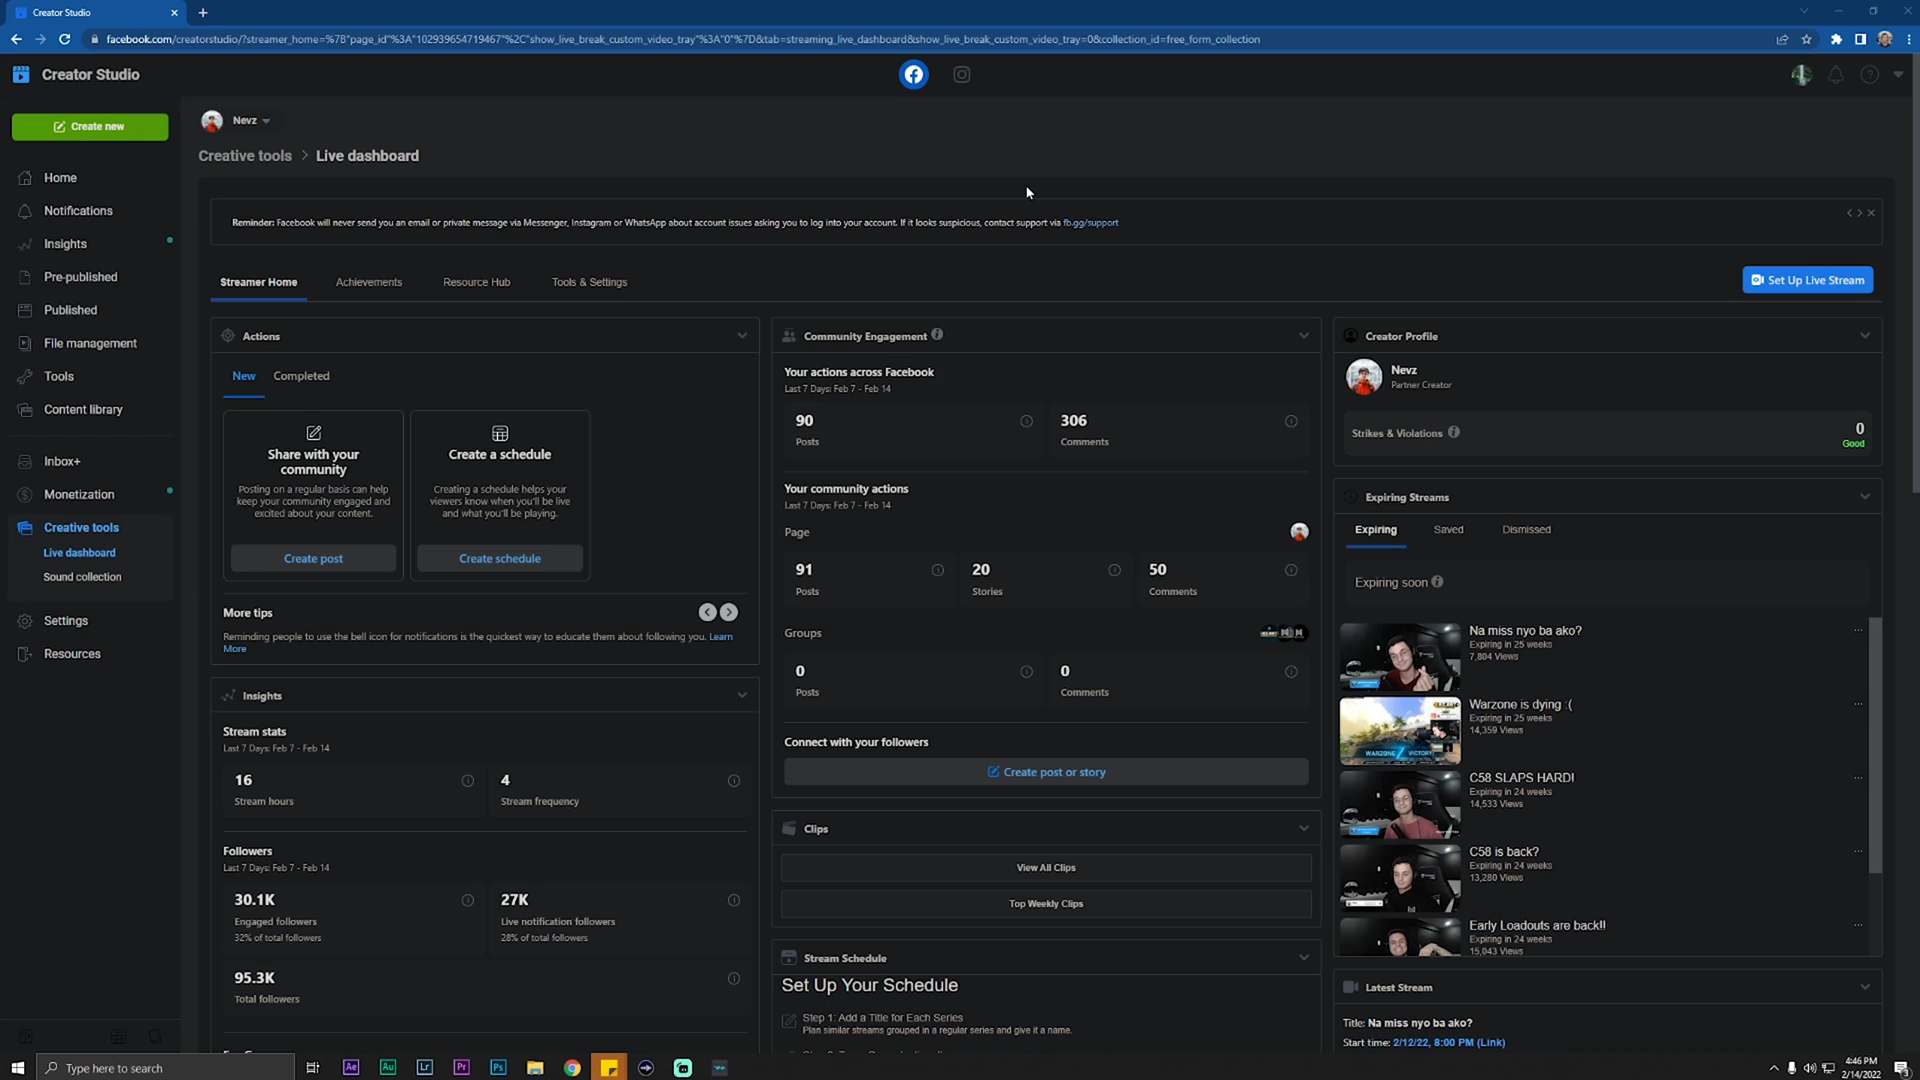 Creator Studio
facebook.com/creatorstudio/?streamer_home=%7B"page_id"%3A"102939654719467"%2C"show_live_break_custom_video_tray"%3A"0"%7D&tab=streaming_live_dashboard&show_live_break_custom_video_tray=0&collection_id=free_form_collection
Creator Studio
Create new
Home
Notifications
Insights
Pre-published
Published
File management
Tools
Content library
Inbox+
Monetization
Creative tools
Live dashboard
Sound collection
Settings
Resources
Nevz
Creative tools > Live dashboard
Reminder: Facebook will never send you an email or private message via Messenger, Instagram or WhatsApp about account issues asking you to log into your account. If it looks suspicious, contact support via fb.gg/support
Streamer Home
Achievements
Resource Hub
Tools & Settings
Set Up Live Stream
Actions
New
Completed
Share with your
community
Posting on a regular basis can help
keep your community engaged and
excited about your content.
Create post
Create a schedule
Creating a schedule helps your
viewers know when you'll be live
and what you'll be playing.
Create schedule
More tips
Reminding people to use the bell icon for notifications is the quickest way to educate them about following you. Learn
More
Insights
Stream stats
Last 7 Days: Feb 7 - Feb 14
16
Stream hours
4
Stream frequency
Followers
Last 7 Days: Feb 7 - Feb 14
30.1K
Engaged followers
32% of total followers
27K
Live notification followers
28% of total followers
95.3K
Total followers
Community Engagement
Your actions across Facebook
Last 7 Days: Feb 7 - Feb 14
90
Posts
306
Comments
Your community actions
Last 7 Days: Feb 7 - Feb 14
Page
91
Posts
20
Stories
50
Comments
Groups
0
Posts
0
Comments
Connect with your followers
Create post or story
Clips
View All Clips
Top Weekly Clips
Stream Schedule
Set Up Your Schedule
Step 1: Add a Title for Each Series
Plan similar streams grouped in a regular series and give it a name.
Creator Profile
Nevz
Partner Creator
Strikes & Violations
0
Good
Expiring Streams
Expiring
Saved
Dismissed
Expiring soon
Na miss nyo ba ako?
Expiring in 25 weeks
7,804 Views
Warzone is dying :(
Expiring in 25 weeks
14,359 Views
WARZONE VICTORY
C58 SLAPS HARD!
Expiring in 24 weeks
14,533 Views
C58 is back?
Expiring in 24 weeks
13,280 Views
Early Loadouts are back!!
Expiring in 24 weeks
15,043 Views
Latest Stream
Title: Na miss nyo ba ako?
Start time: 2/12/22, 8:00 PM (Link)
Type here to search
Ae
Au
Lr
Pr
Ps
4:46 PM
2/14/2022
3